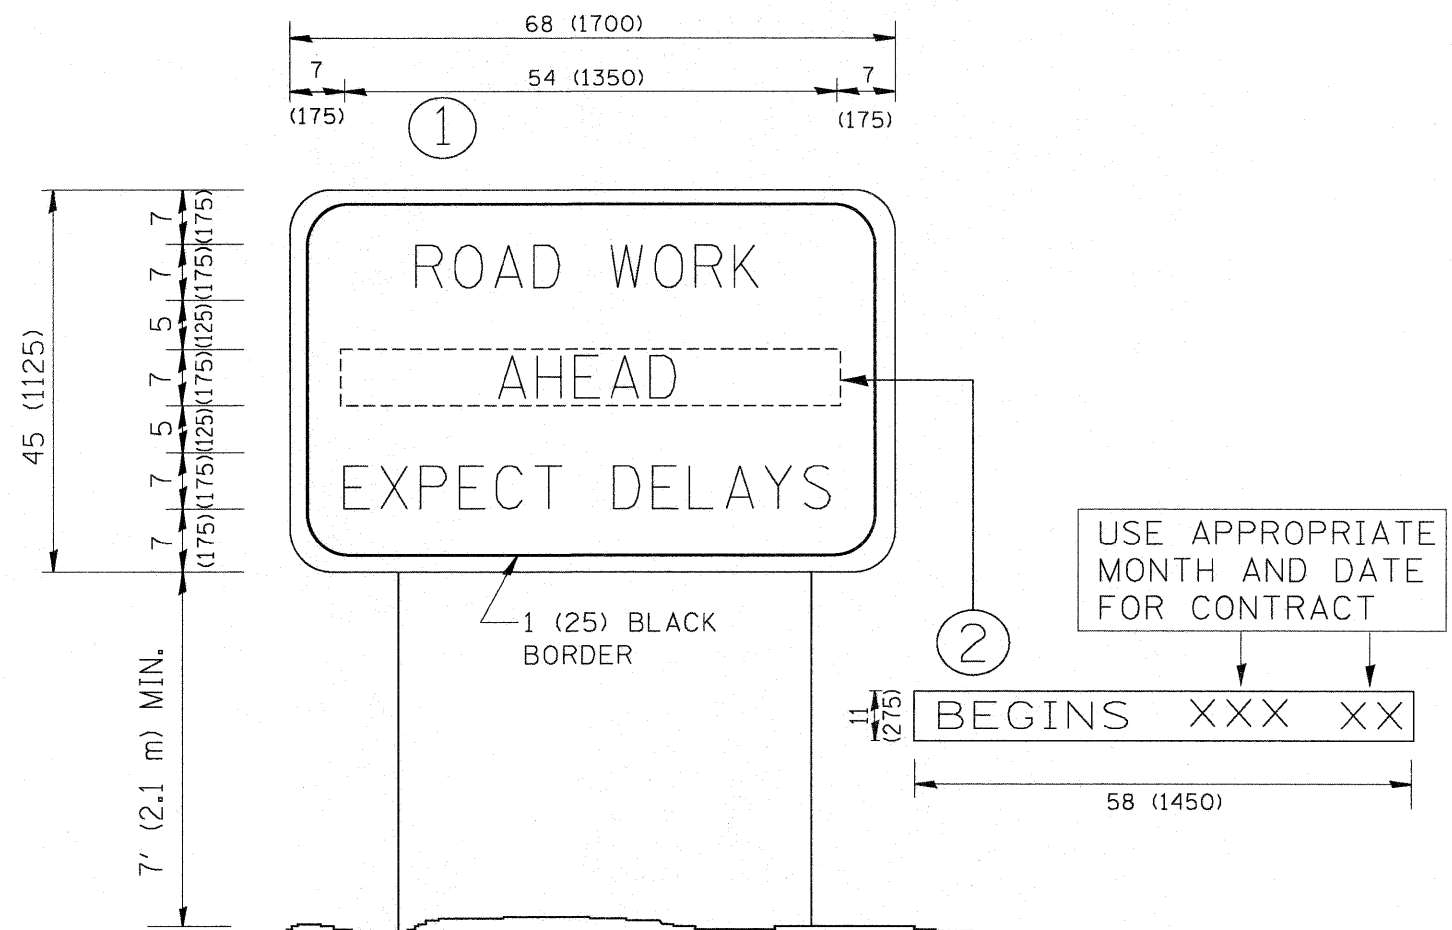 68 (1700)
7 54 (1350) 7
(175) (175)
1
ROAD WORK
AHEAD
EXPECT DELAYS
45 (1125)
7 (175)
7 (175)
5 (125)
7 (175)
5 (125)
7 (175)
7 (175)
7' (2.1 m) MIN.
1 (25) BLACK
BORDER
2
USE APPROPRIATE
MONTH AND DATE
FOR CONTRACT
11 (275)
BEGINS XXX XX
58 (1450)